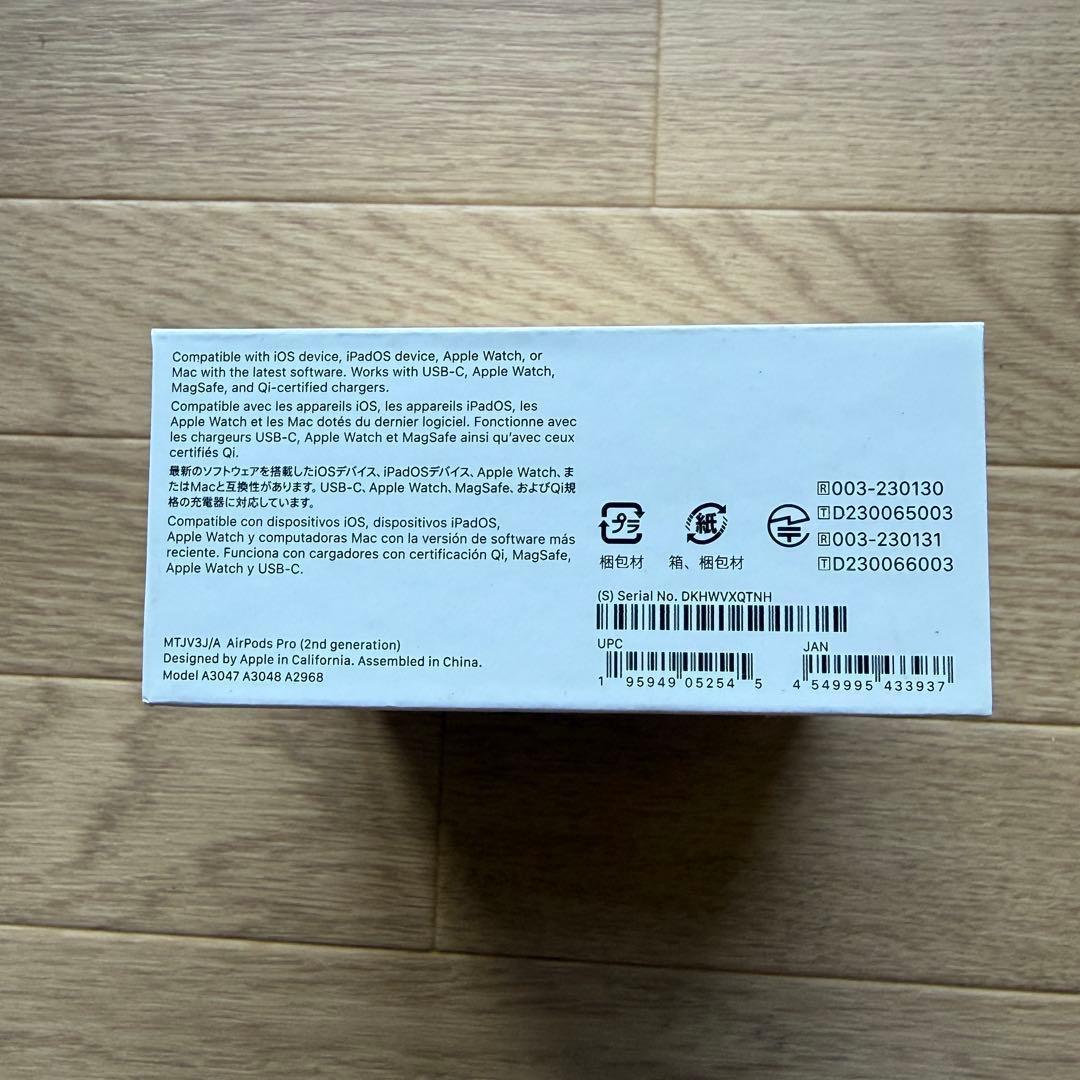 Compatible with iOS device, iPadOS device, Apple Watch, or
Mac with the latest software. Works with USB-C, Apple Watch,
MagSafe, and Qi-certified chargers.
Compatible avec les appareils iOS, les appareils iPadOS, les
Apple Watch et les Mac dotés du dernier logiciel. Fonctionne avec
les chargeurs USB-C, Apple Watch et MagSafe ainsi qu'avec ceux
certifiés Qi.
最新のソフトウェアを搭載したiOSデバイス、iPadOSデバイス、Apple Watch、ま
たはMacと互換性があります。USB-C、Apple Watch、MagSafe、およびQi規
格の充電器に対応しています。
Compatible con dispositivos iOS, dispositivos iPadOS,
Apple Watch y computadoras Mac con la versión de software más
reciente. Funciona con cargadores con certificación Qi, MagSafe,
Apple Watch y USB-C.
MTJV3J/A AirPods Pro (2nd generation)
Designed by Apple in California. Assembled in China.
Model A3047 A3048 A2968
プラ
梱包材
紙
箱、梱包材
R 003-230130
T D230065003
R 003-230131
T D230066003
(S) Serial No. DKHWVXQTNH
UPC
1 95949 05254 5
JAN
4 549995 433937